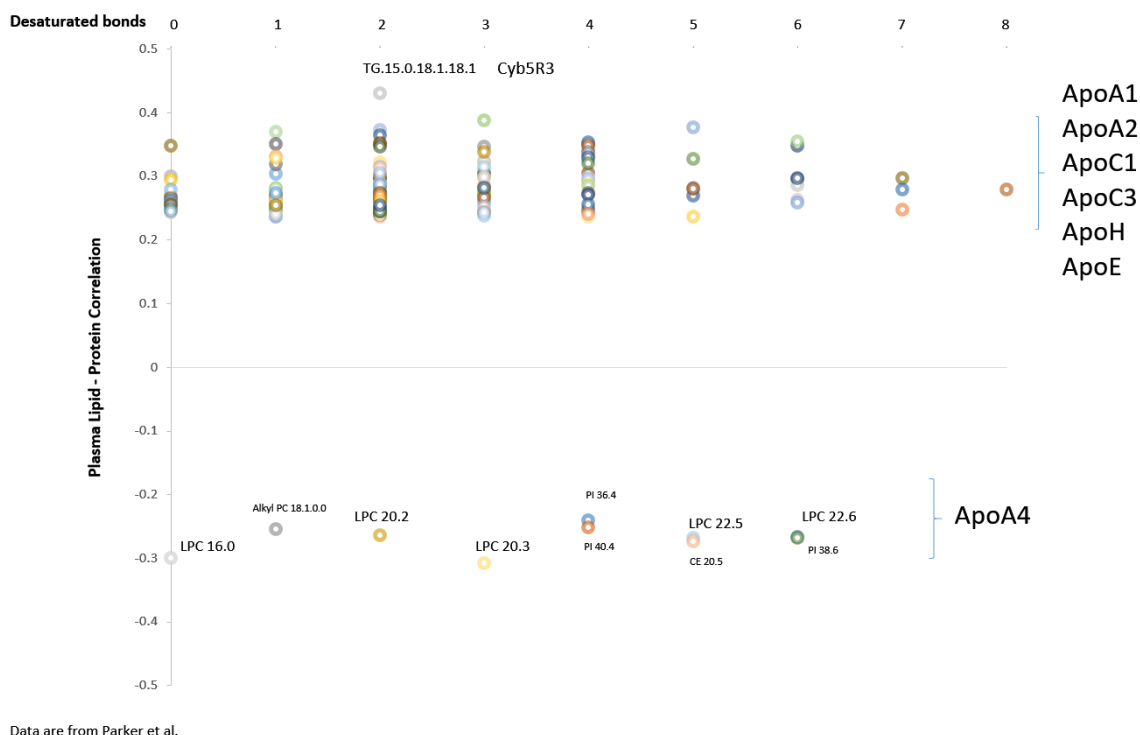 Desaturated bonds 0 1 2 3 4 5 6 7 8
0.5
TG.15.0.18.1.18.1 Cyb5R3
ApoA1
0.4
ApoA2
ApoC1
0.3
ApoC3
ApoH
0.2
ApoE
0.1
0
Plasma Lipid - Protein Correlation
-0.1
-0.2
PI 36.4
Alkyl PC 18.1.0.0
LPC 20.2
LPC 22.5
LPC 22.6
ApoA4
LPC 16.0
LPC 20.3
PI 40.4
PI 38.6
-0.3
CE 20.5
-0.4
-0.5
Data are from Parker et al.